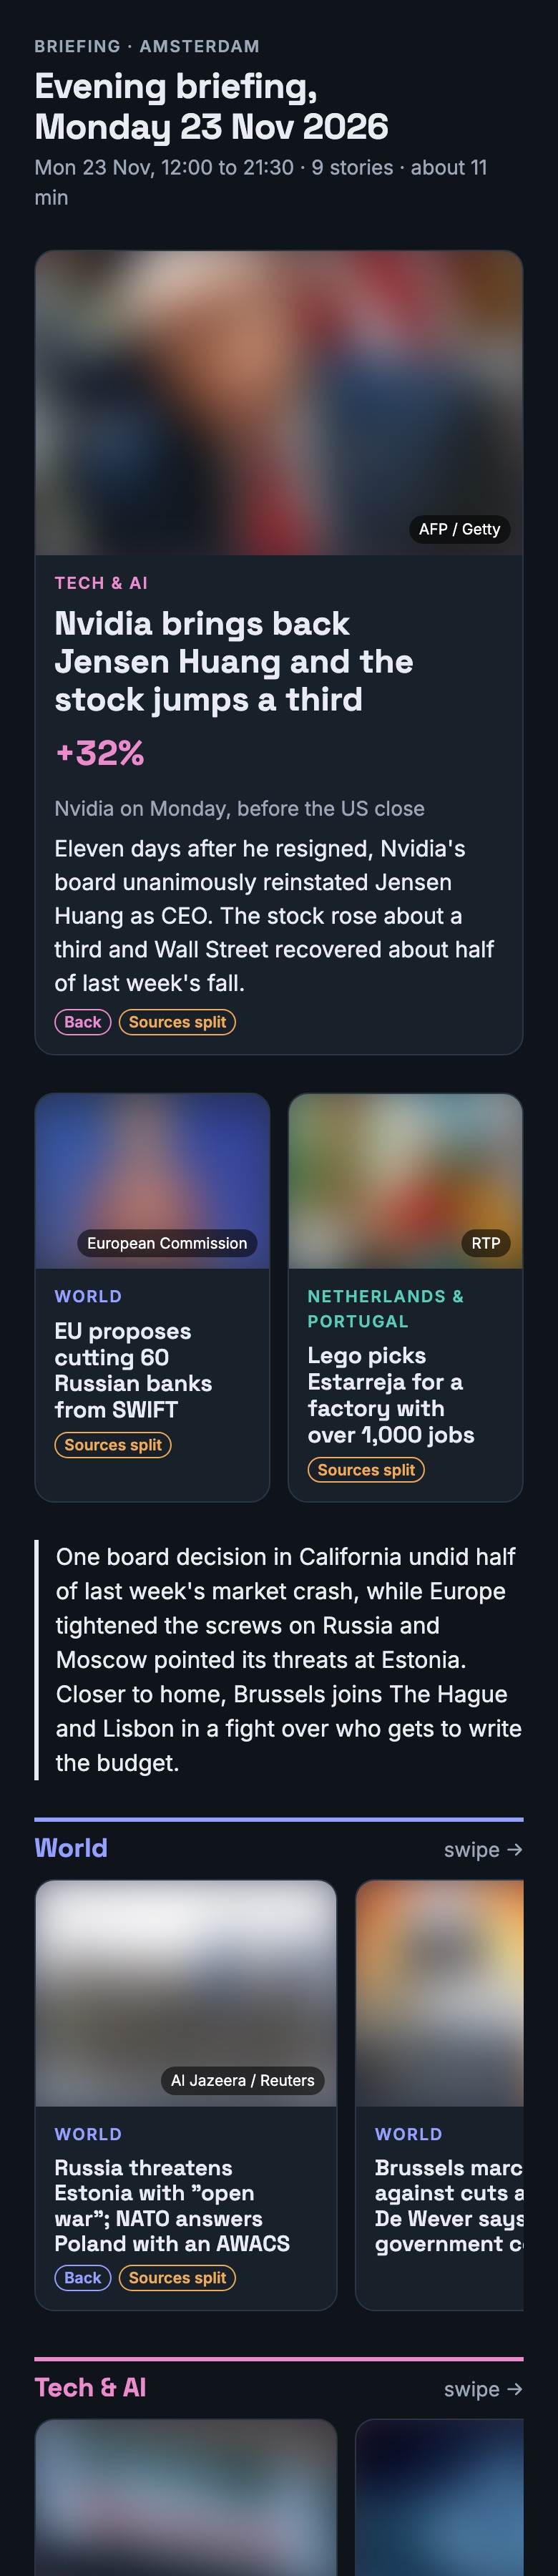 BRIEFING · AMSTERDAM
Evening briefing,
Monday 23 Nov 2026
Mon 23 Nov, 12:00 to 21:30 · 9 stories · about 11
min
AFP / Getty
TECH & AI
Nvidia brings back
Jensen Huang and the
stock jumps a third
+32%
Nvidia on Monday, before the US close
Eleven days after he resigned, Nvidia's
board unanimously reinstated Jensen
Huang as CEO. The stock rose about a
third and Wall Street recovered about half
of last week's fall.
Back Sources split
European Commission
WORLD
EU proposes
cutting 60
Russian banks
from SWIFT
Sources split
RTP
NETHERLANDS &
PORTUGAL
Lego picks
Estarreja for a
factory with
over 1,000 jobs
Sources split
One board decision in California undid half
of last week's market crash, while Europe
tightened the screws on Russia and
Moscow pointed its threats at Estonia.
Closer to home, Brussels joins The Hague
and Lisbon in a fight over who gets to write
the budget.
World
swipe →
Al Jazeera / Reuters
WORLD
Russia threatens
Estonia with ”open
war”; NATO answers
Poland with an AWACS
Back Sources split
WORLD
Brussels marc
against cuts a
De Wever says
government c
Tech & AI
swipe →